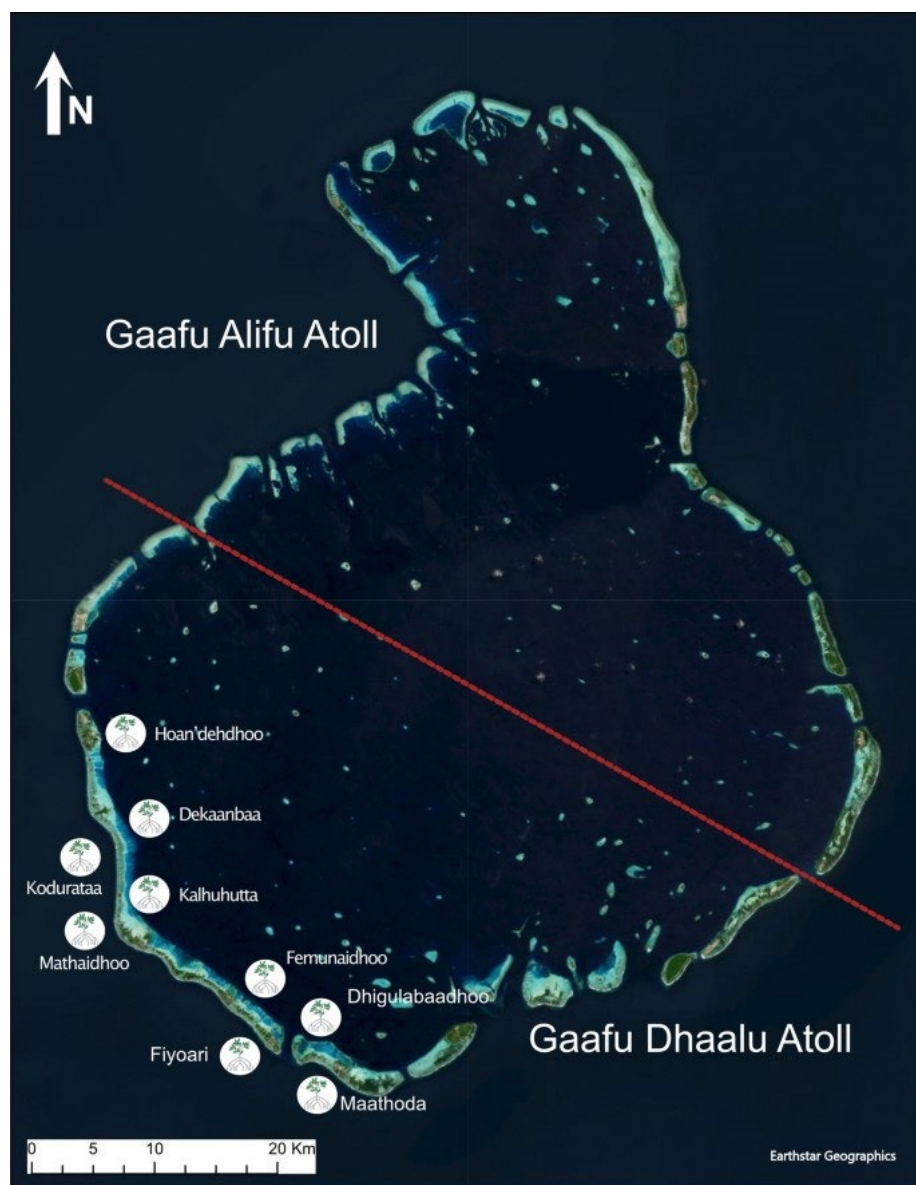 N
Gaafu Alifu Atoll
Hoan'dehdhoo
Dekaanbaa
Kodurataa
Kalhuhutta
Mathaidhoo
Femunaidhoo
Dhigulabaadhoo
Fiyoari
Gaafu Dhaalu Atoll
Maathoda
0 5 10 20 Km
Earthstar Geographics